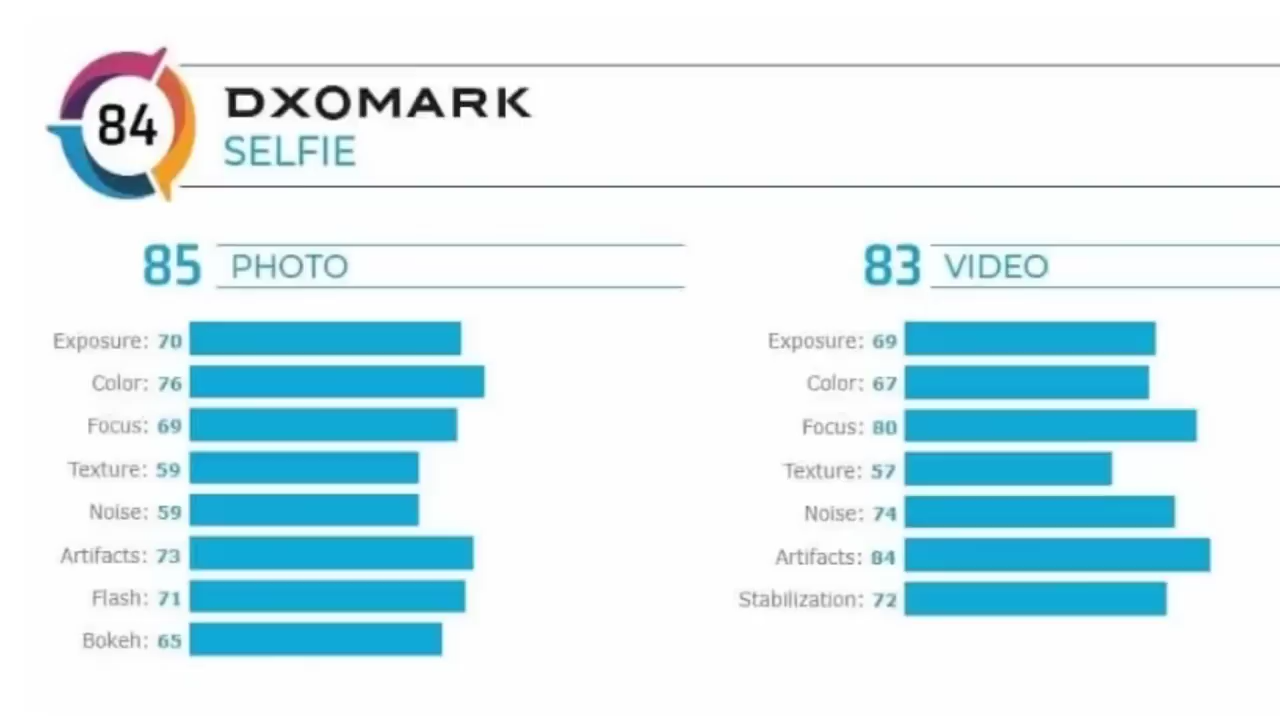 84
DXOMARK
SELFIE
85 PHOTO
Exposure: 70
Color: 76
Focus: 69
Texture: 59
Noise: 59
Artifacts: 73
Flash: 71
Bokeh: 65
83 VIDEO
Exposure: 69
Color: 67
Focus: 80
Texture: 57
Noise: 74
Artifacts: 84
Stabilization: 72